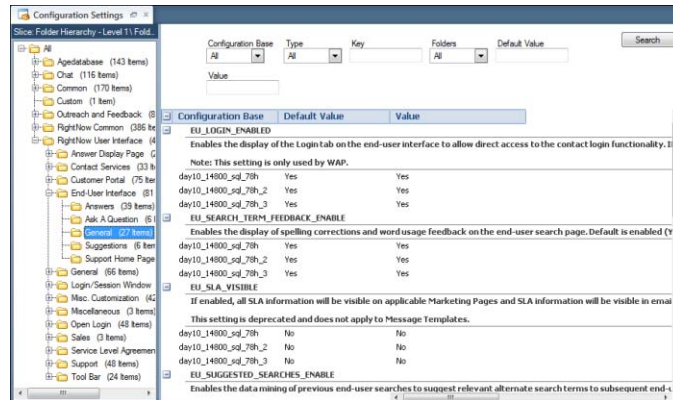 Configuration Settings
Slice: Folder Hierarchy - Level 1 \ Fold.
All
Agedatabase (143 Items)
Chat (116 Items)
Common (170 Items)
Custom (1 Item)
Outreach and Feedback (8
RightNow Common (386 Ite
RightNow User Interface (4
Answer Display Page (2
Contact Services (33 It
Customer Portal (75 Iter
End-User Interface (81
Answers (39 Items)
Ask A Question (6 I
General (27 Items)
Suggestions (6 Item
Support Home Page
General (66 Items)
Login/Session Window
Misc. Customization (42
Miscellaneous (3 Items)
Open Login (48 Items)
Sales (3 Items)
Service Level Agreemen
Support (48 Items)
Tool Bar (24 Items)
Configuration Base Type Key Folders Default Value Search
All All All
Value
Configuration Base Default Value Value
EU_LOGIN_ENABLED
Enables the display of the Login tab on the end-user interface to allow direct access to the contact login functionality. I
Note: This setting is only used by WAP.
day10_14800_sql_78h Yes Yes
day10_14800_sql_78h_2 Yes Yes
day10_14800_sql_78h_3 Yes Yes
EU_SEARCH_TERM_FEEDBACK_ENABLE
Enables the display of spelling corrections and word usage feedback on the end-user search page. Default is enabled (Y
day10_14800_sql_78h Yes Yes
day10_14800_sql_78h_2 Yes Yes
day10_14800_sql_78h_3 Yes Yes
EU_SLA_VISIBLE
If enabled, all SLA information will be visible on applicable Marketing Pages and SLA information will be visible in emai
This setting is deprecated and does not apply to Message Templates.
day10_14800_sql_78h No No
day10_14800_sql_78h_2 No No
day10_14800_sql_78h_3 No No
EU_SUGGESTED_SEARCHES_ENABLE
Enables the data mining of previous end-user searches to suggest relevant alternate search terms to subsequent end-u